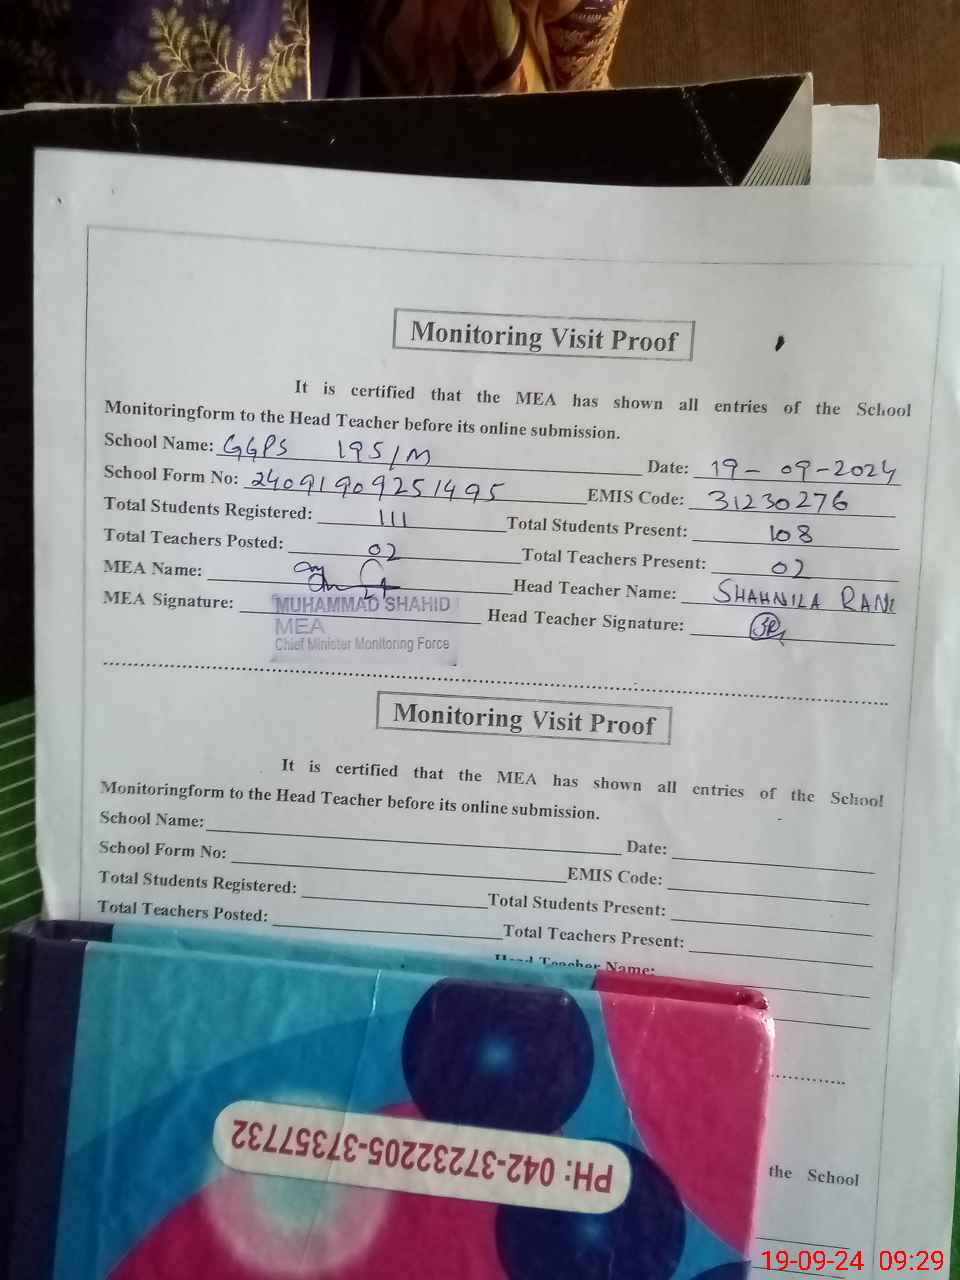 Monitoring Visit Proof
It is certified that the MEA has shown all entries of the School
Monitoringform to the Head Teacher before its online submission.
School Name: GGPS 195/M Date: 19-09-2024
School Form No: 24091909251495 EMIS Code: 31230276
Total Students Registered: 111 Total Students Present: 108
Total Teachers Posted: 02 Total Teachers Present: 02
MEA Name: Head Teacher Name: SHAHNILA RANI
MEA Signature: Head Teacher Signature: SR
MUHAMMAD SHAHID
MEA
Chief Minister Monitoring Force
Monitoring Visit Proof
It is certified that the MEA has shown all entries of the School
Monitoringform to the Head Teacher before its online submission.
School Name: Date:
School Form No: EMIS Code:
Total Students Registered: Total Students Present:
Total Teachers Posted: Total Teachers Present:
Head Teacher Name:
PH: 042-37232205-37357732
the School
19-09-24 09:29